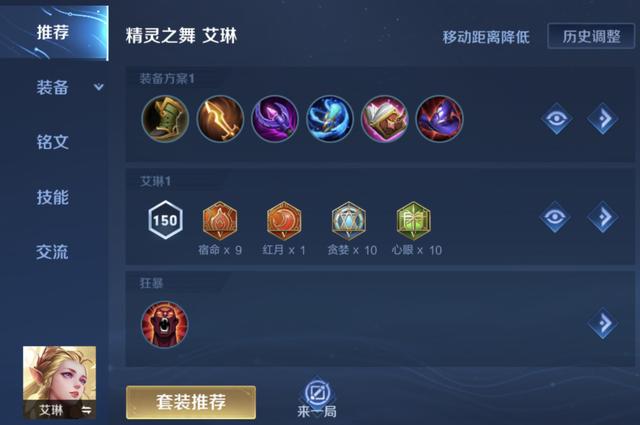 推荐
装备
铭文
技能
交流
艾琳
精灵之舞 艾琳
移动距离降低
历史调整
装备方案1
艾琳1
150
宿命 x 9
红月 x 1
贪婪 x 10
心眼 x 10
狂暴
套装推荐
来一局